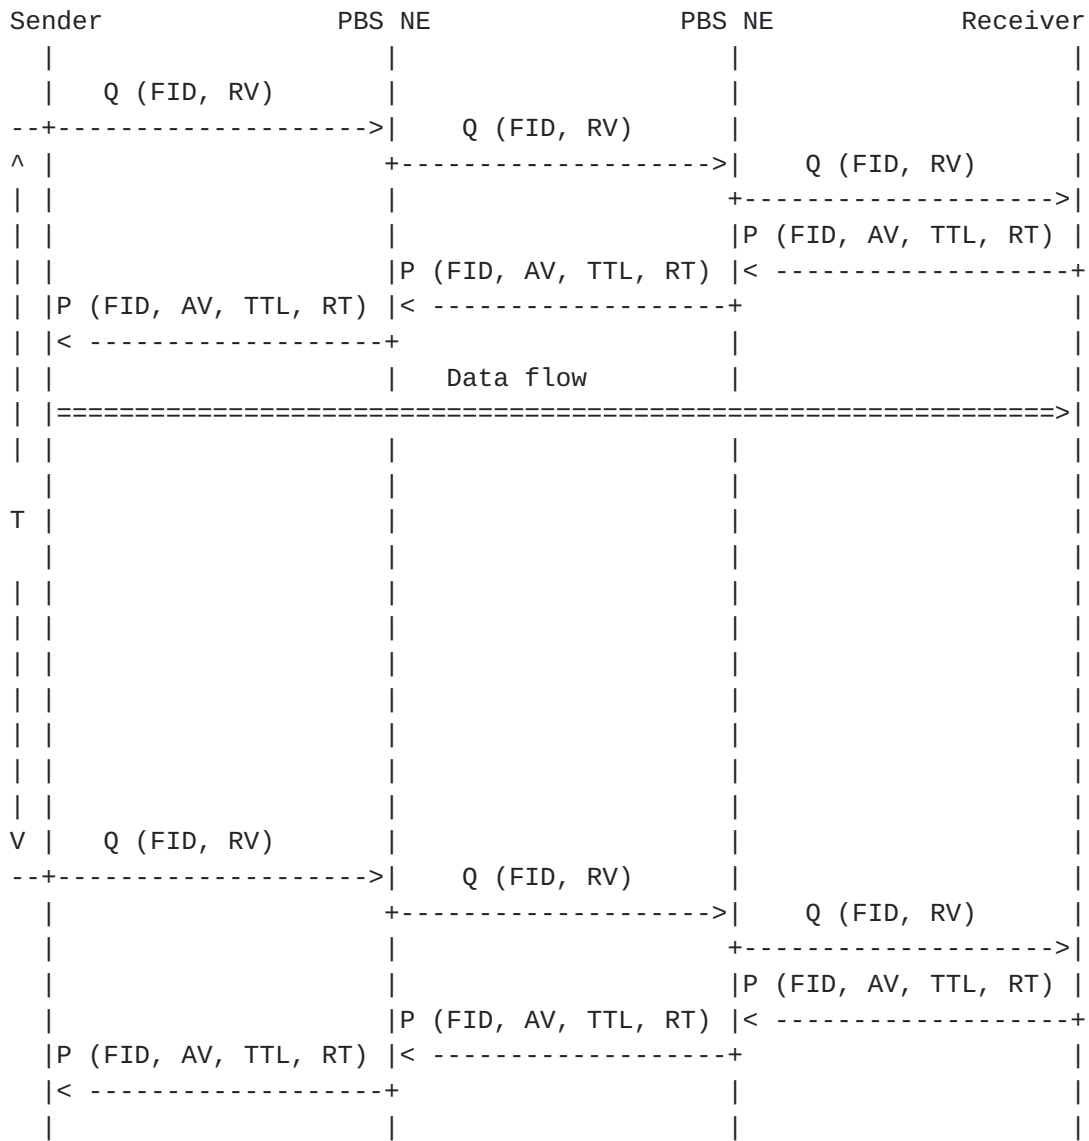 Sender PBS NE PBS NE Receiver
Q (FID, RV)
Q (FID, RV)
^ Q (FID, RV)
P (FID, AV, TTL, RT)
P (FID, AV, TTL, RT)
P (FID, AV, TTL, RT)
Data flow
T
V Q (FID, RV)
Q (FID, RV)
Q (FID, RV)
P (FID, AV, TTL, RT)
P (FID, AV, TTL, RT)
P (FID, AV, TTL, RT)